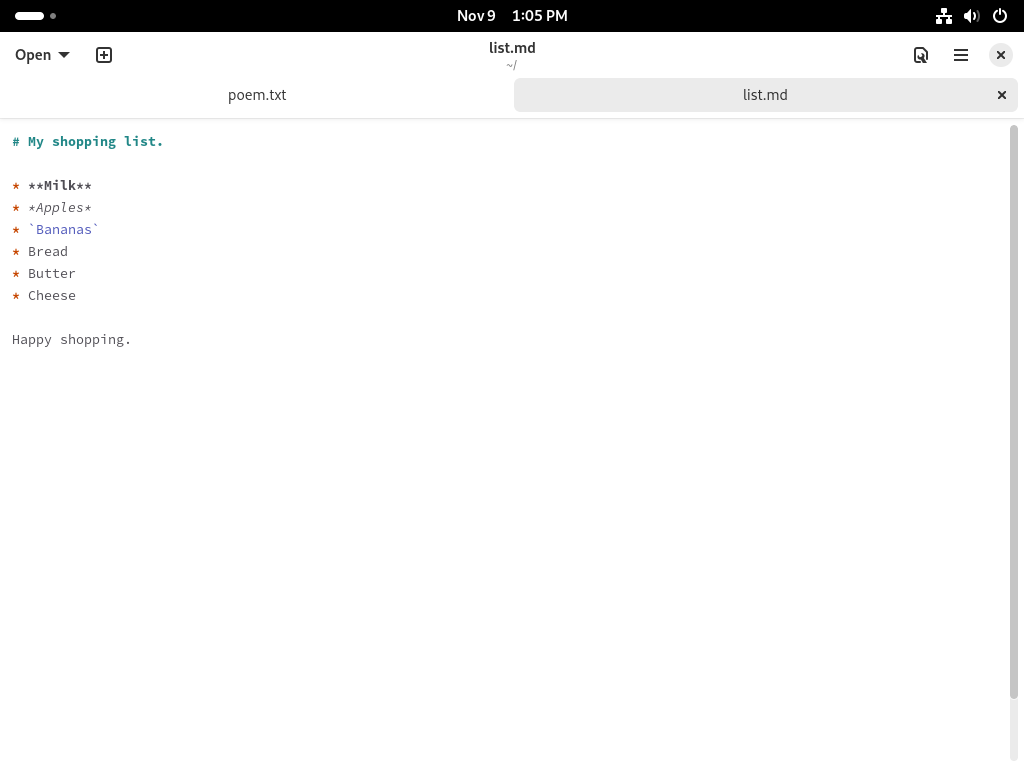 Nov 9 1:05 PM
Open
list.md
~/
poem.txt
list.md
# My shopping list.
* **Milk**
* *Apples*
* `Bananas`
* Bread
* Butter
* Cheese
Happy shopping.